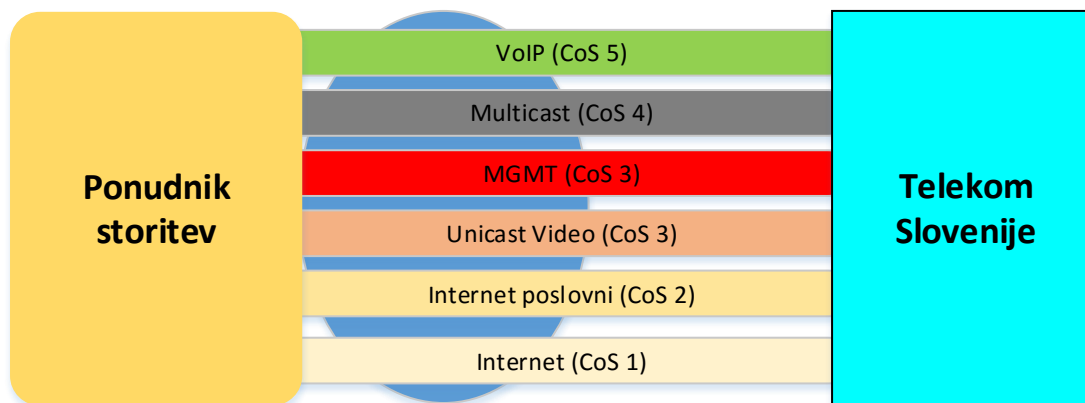 Ponudnik
storitev
VoIP (CoS 5)
Multicast (CoS 4)
MGMT (CoS 3)
Unicast Video (CoS 3)
Internet poslovni (CoS 2)
Internet (CoS 1)
Telekom
Slovenije